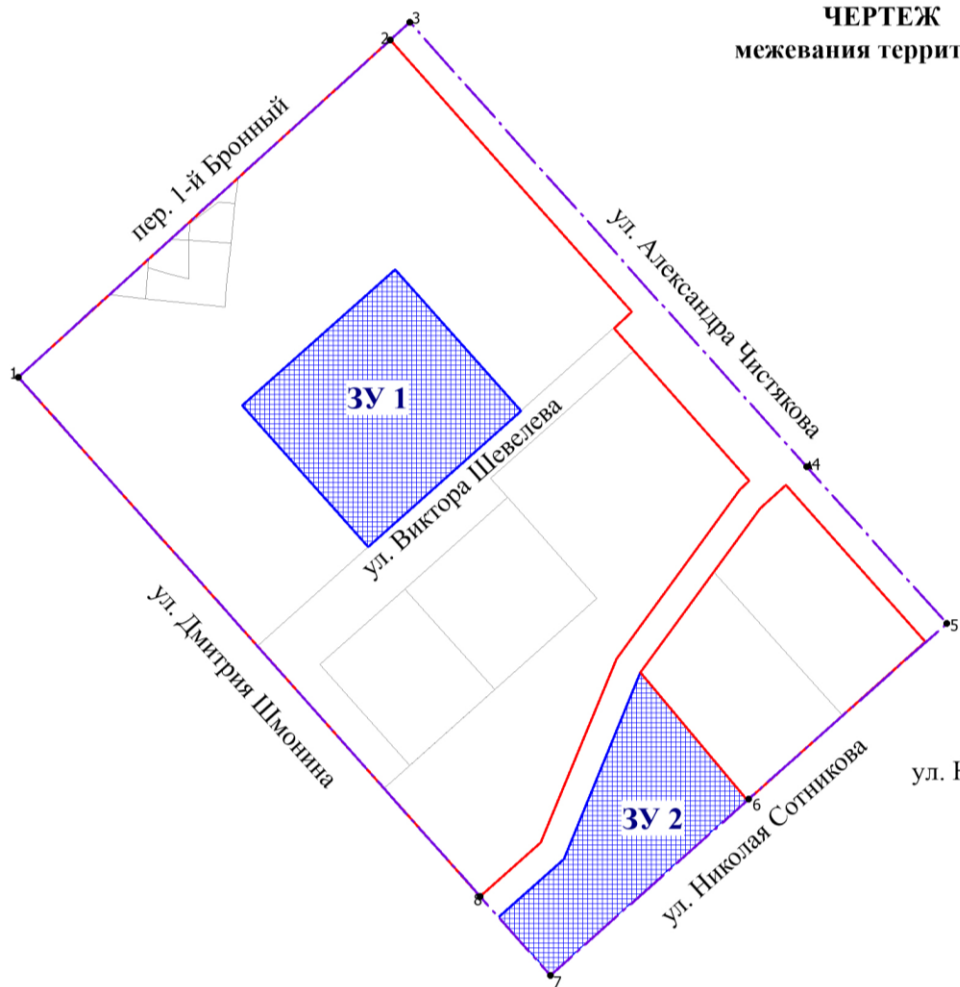 ЧЕРТЕЖ
межевания террит
3
2
пер. 1-й Бронный
ул. Александра Чистякова
1
ЗУ 1
ул. Виктора Шевелева
4
ул. Дмитрия Шмонина
5
ул. Николая Сотникова
ул.
6
ЗУ 2
8
7